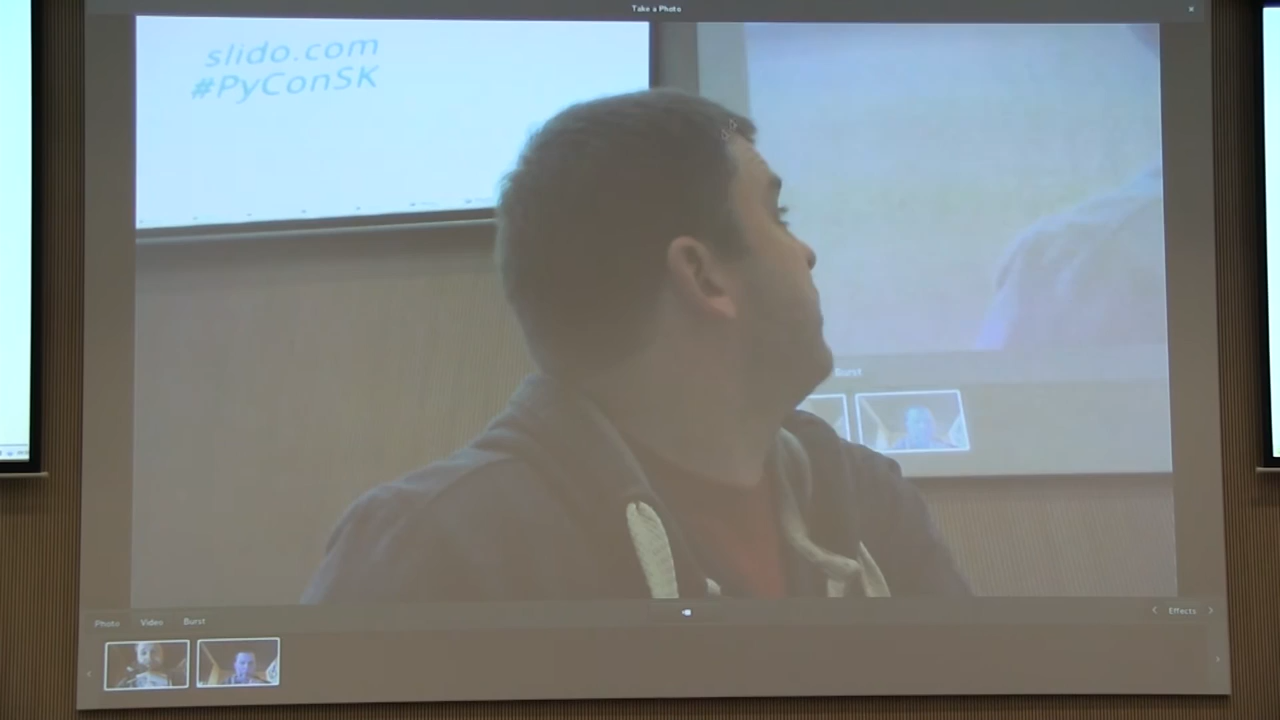 Take a Photo
slido.com
#PyConSK
Burst
Photo Video Burst
Effects